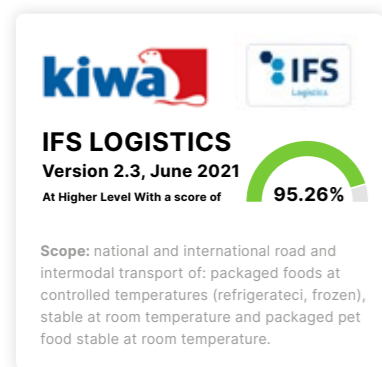 kiwa
IFS
Logistics
IFS LOGISTICS
Version 2.3, June 2021
At Higher Level With a score of
95.26%
Scope: national and international road and
intermodal transport of: packaged foods at
controlled temperatures (refrigerateci, frozen),
stable at room temperature and packaged pet
food stable at room temperature.